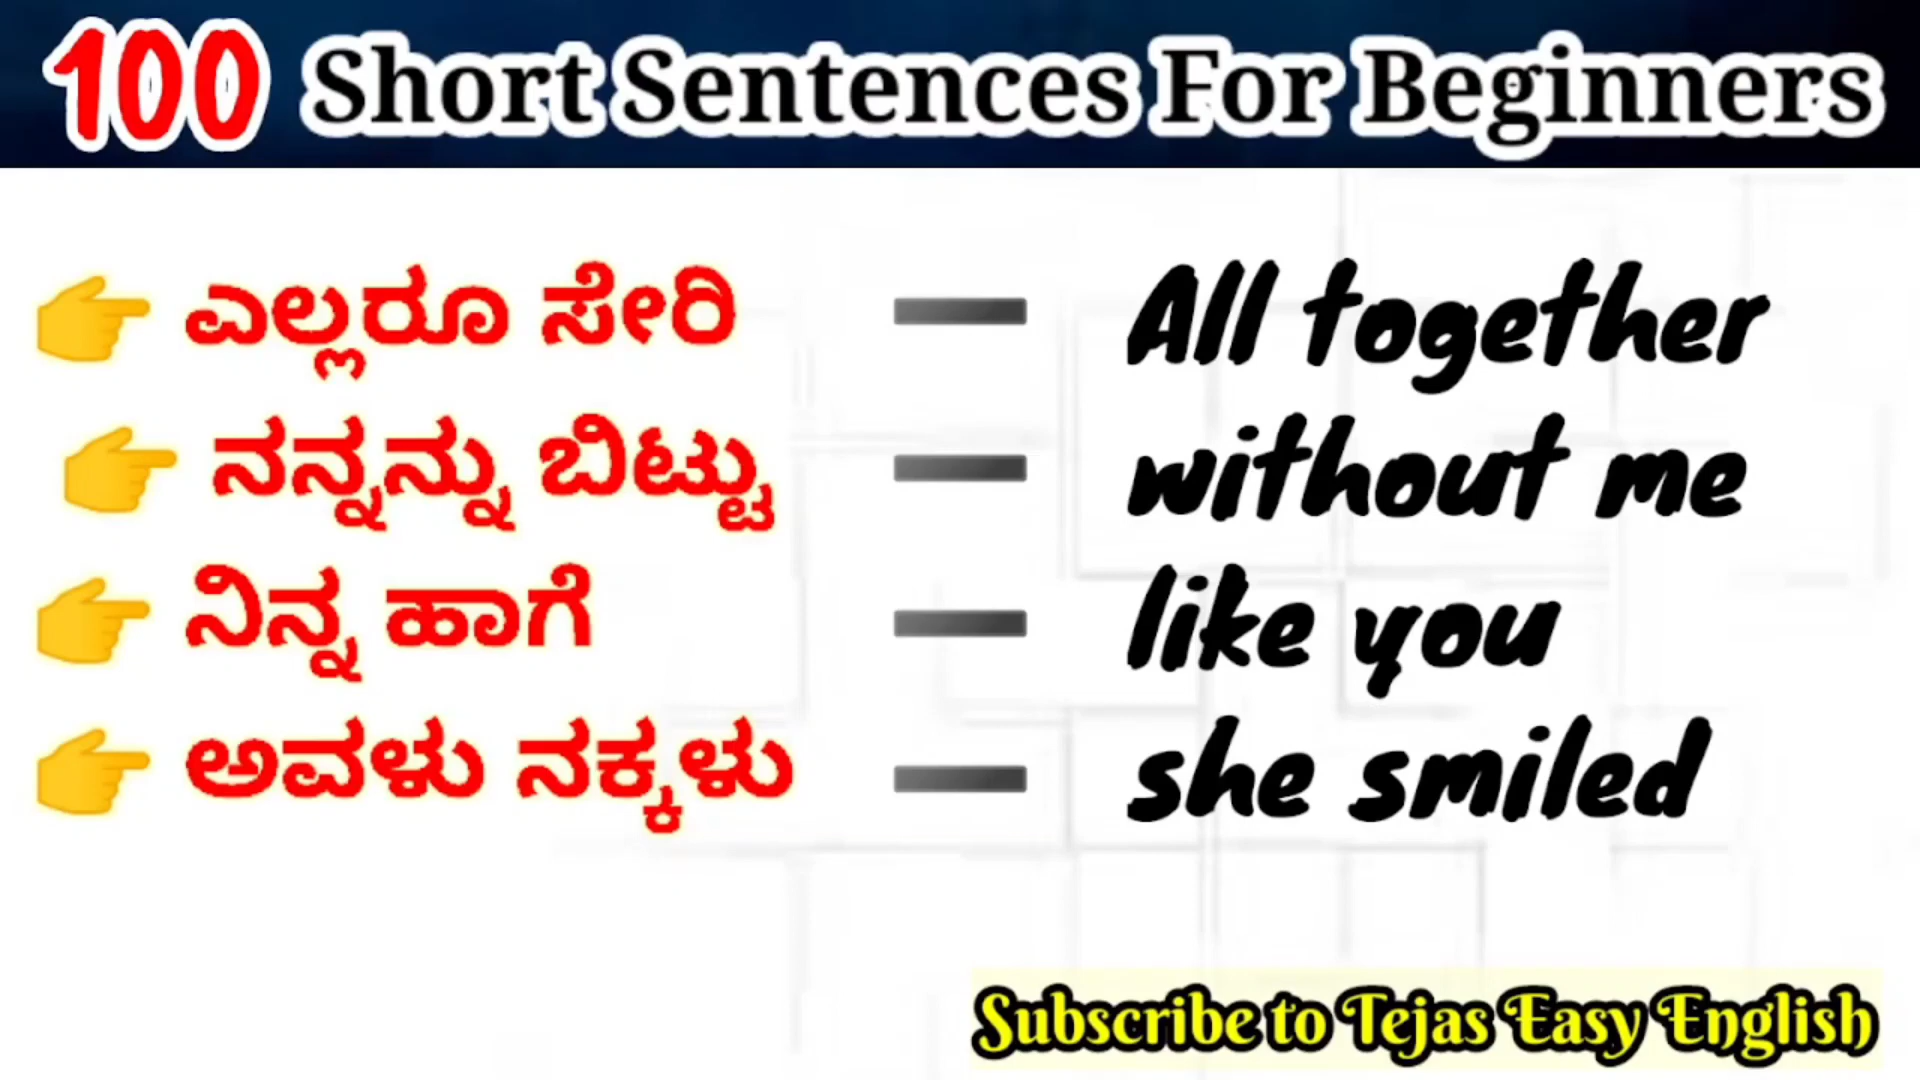 100 Short Sentences For Beginners
👉 ಎಲ್ಲರೂ ಸೇರಿ ➖ All together
👉 ನನ್ನನ್ನು ಬಿಟ್ಟು ➖ without me
👉 ನಿನ್ನ ಹಾಗೆ ➖ like you
👉 ಅವಳು ನಕ್ಕಳು ➖ she smiled
Subscribe to Tejas Easy English